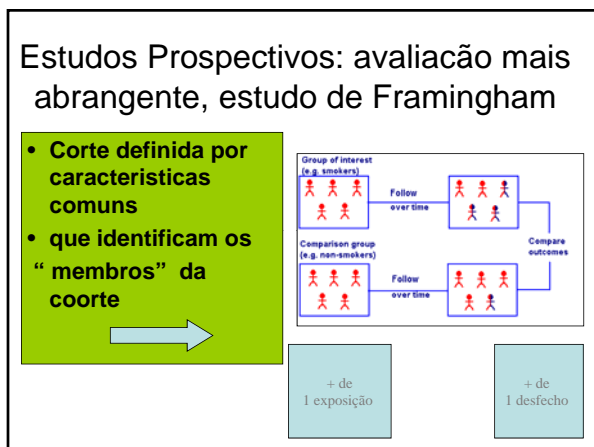 Estudos Prospectivos: avaliacão mais
abrangente, estudo de Framingham
• Corte definida por
caracteristicas
comuns
• que identificam os
“ membros” da
coorte
Group of interest
(e.g. smokers)
Follow
over time
Compare
outcomes
Comparison group
(e.g. non-smokers)
Follow
over time
+ de
1 exposição
+ de
1 desfecho